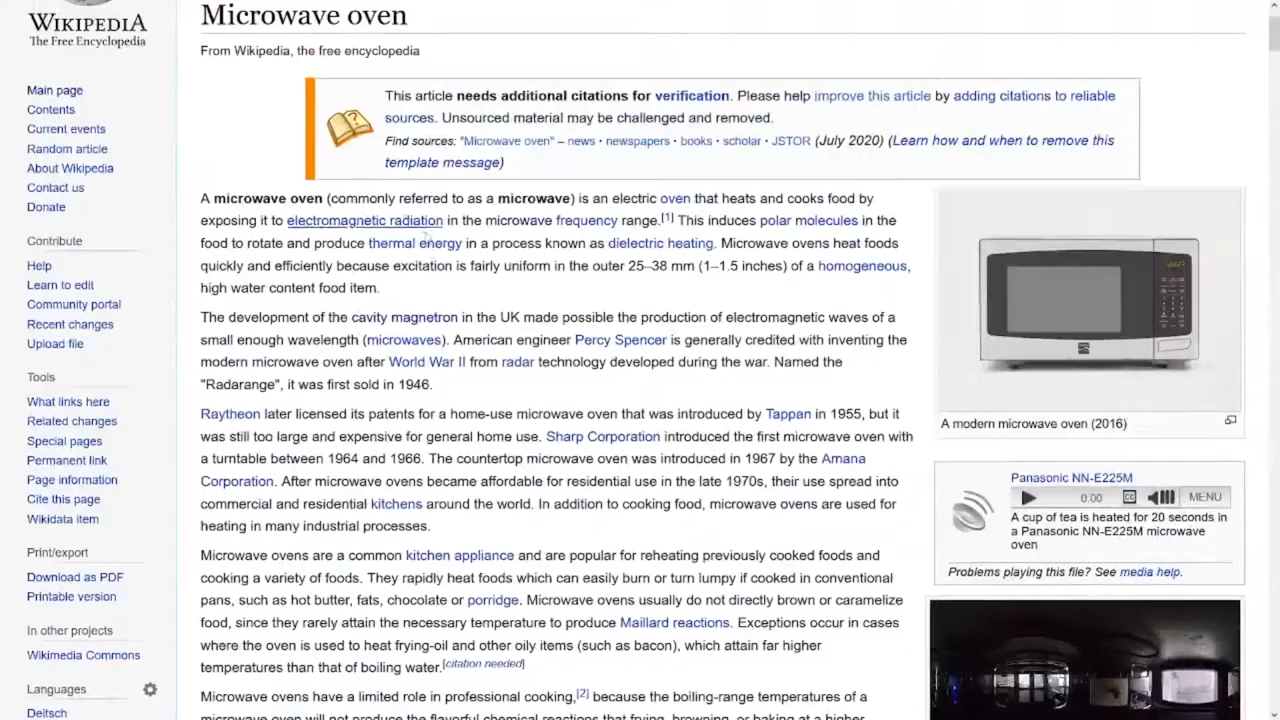 WIKIPEDIA
The Free Encyclopedia
Main page
Contents
Current events
Random article
About Wikipedia
Contact us
Donate
Contribute
Help
Learn to edit
Community portal
Recent changes
Upload file
Tools
What links here
Related changes
Special pages
Permanent link
Page information
Cite this page
Wikidata item
Print/export
Download as PDF
Printable version
In other projects
Wikimedia Commons
Languages
Deitsch
Microwave oven
From Wikipedia, the free encyclopedia
This article needs additional citations for verification. Please help improve this article by adding citations to reliable
sources. Unsourced material may be challenged and removed.
Find sources: "Microwave oven" – news · newspapers · books · scholar · JSTOR (July 2020) (Learn how and when to remove this
template message)
A microwave oven (commonly referred to as a microwave) is an electric oven that heats and cooks food by
exposing it to electromagnetic radiation in the microwave frequency range.[1] This induces polar molecules in the
food to rotate and produce thermal energy in a process known as dielectric heating. Microwave ovens heat foods
quickly and efficiently because excitation is fairly uniform in the outer 25–38 mm (1–1.5 inches) of a homogeneous,
high water content food item.
The development of the cavity magnetron in the UK made possible the production of electromagnetic waves of a
small enough wavelength (microwaves). American engineer Percy Spencer is generally credited with inventing the
modern microwave oven after World War II from radar technology developed during the war. Named the
"Radarange", it was first sold in 1946.
Raytheon later licensed its patents for a home-use microwave oven that was introduced by Tappan in 1955, but it
was still too large and expensive for general home use. Sharp Corporation introduced the first microwave oven with
a turntable between 1964 and 1966. The countertop microwave oven was introduced in 1967 by the Amana
Corporation. After microwave ovens became affordable for residential use in the late 1970s, their use spread into
commercial and residential kitchens around the world. In addition to cooking food, microwave ovens are used for
heating in many industrial processes.
Microwave ovens are a common kitchen appliance and are popular for reheating previously cooked foods and
cooking a variety of foods. They rapidly heat foods which can easily burn or turn lumpy if cooked in conventional
pans, such as hot butter, fats, chocolate or porridge. Microwave ovens usually do not directly brown or caramelize
food, since they rarely attain the necessary temperature to produce Maillard reactions. Exceptions occur in cases
where the oven is used to heat frying-oil and other oily items (such as bacon), which attain far higher
temperatures than that of boiling water.[citation needed]
Microwave ovens have a limited role in professional cooking,[2] because the boiling-range temperatures of a
microwave oven will not produce the flavorful chemical reactions that frying, browning, or baking at a higher
A modern microwave oven (2016)
Panasonic NN-E225M
0:00 CC MENU
A cup of tea is heated for 20 seconds in
a Panasonic NN-E225M microwave
oven
Problems playing this file? See media help.